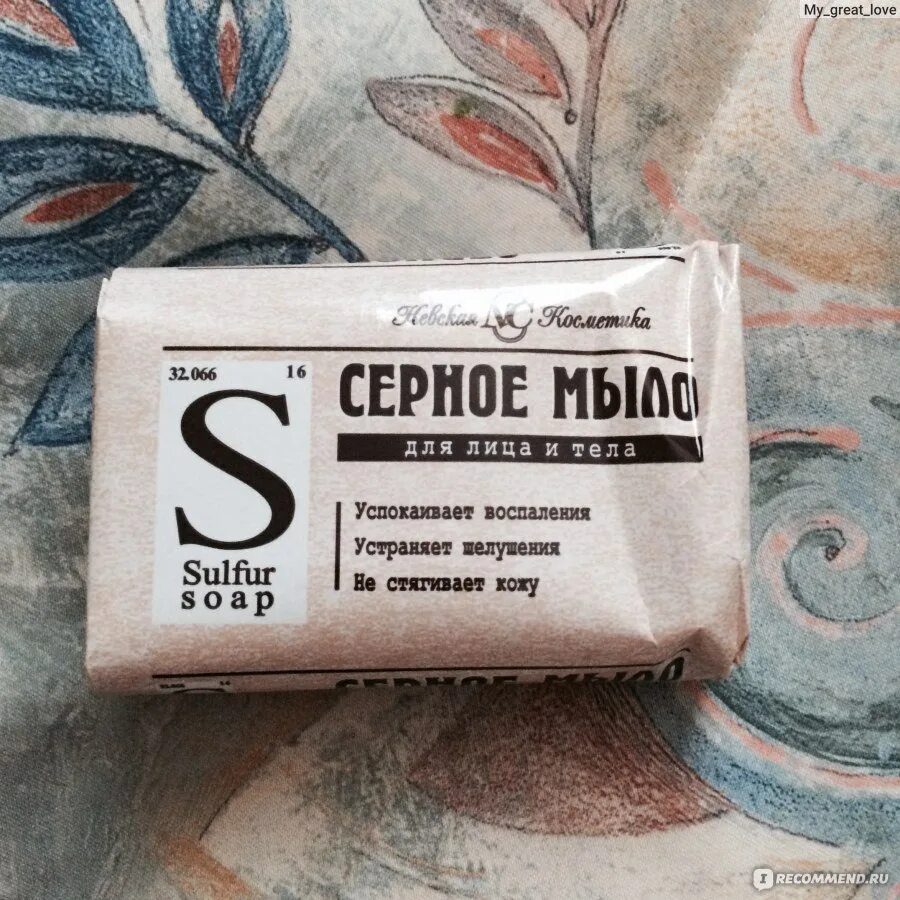 My_great_love
Невская NC Косметика
32.066 16
S
Sulfur
soap
СЕРНОЕ МЫЛО
для лица и тела
Успокаивает воспаления
Устраняет шелушения
Не стягивает кожу
СЕРНОЕ МЫЛО
IRECOMMEND.RU